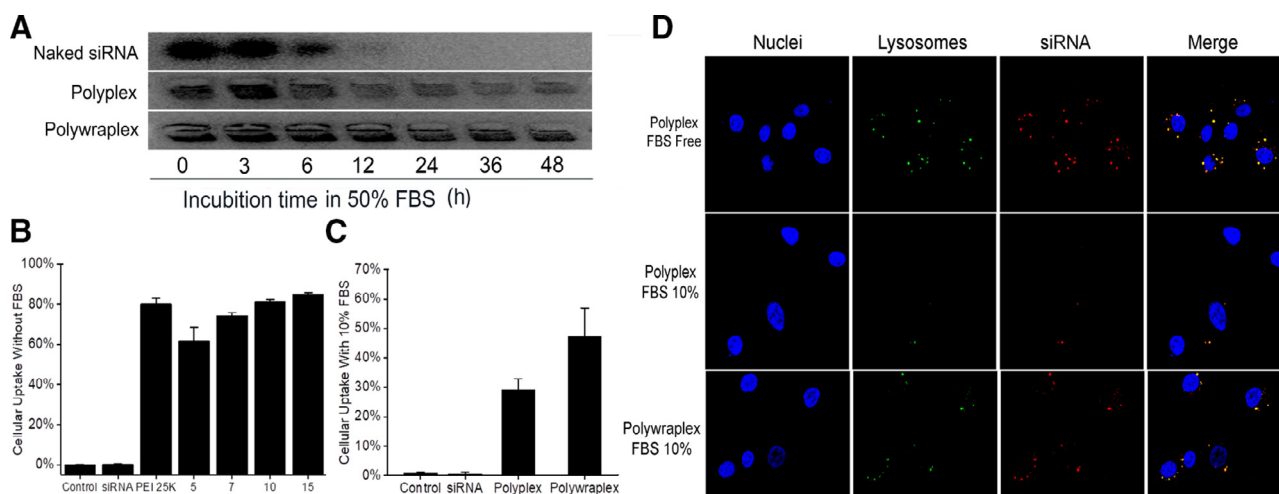 A
Naked siRNA
Polyplex
Polywraplex
0 3 6 12 24 36 48
Incubition time in 50% FBS (h)
B
Cellular Uptake Without FBS
100%
80%
60%
40%
20%
0%
Control siRNA PEI 25K 5 7 10 15
C
Cellular Uptake With 10% FBS
70%
60%
50%
40%
30%
20%
10%
0%
Control siRNA Polyplex Polywraplex
D
Nuclei Lysosomes siRNA Merge
Polyplex
FBS Free
Polyplex
FBS 10%
Polywraplex
FBS 10%